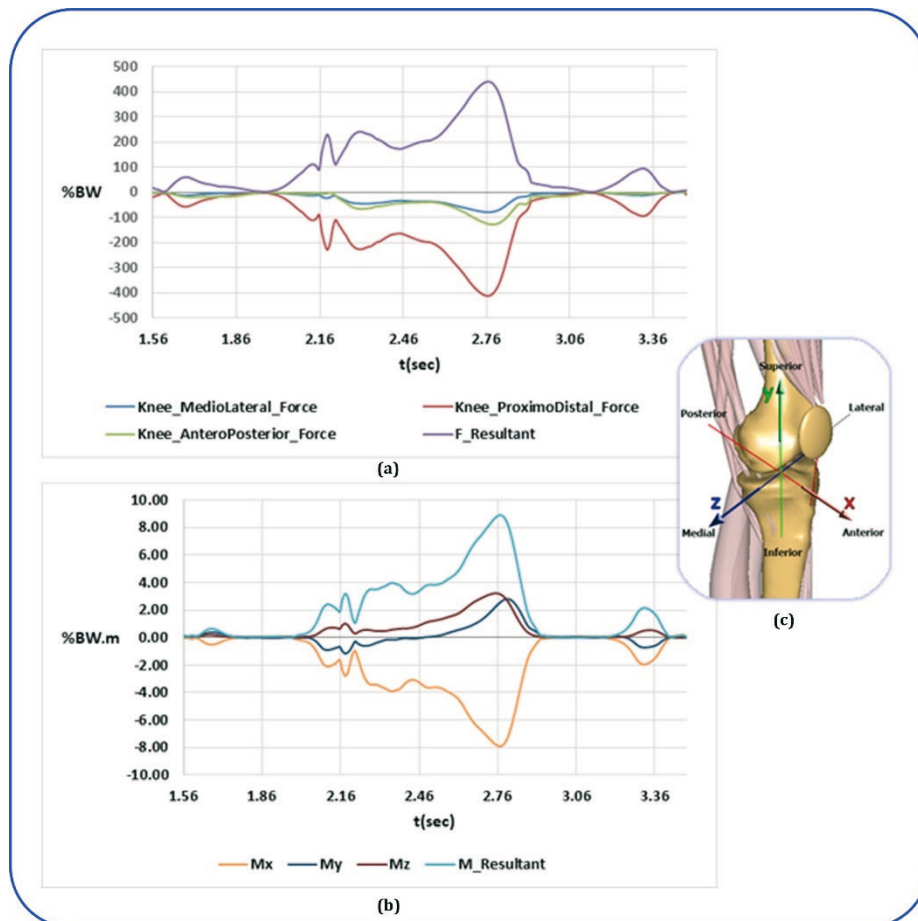 500
400
300
200
100
0
-100
-200
-300
-400
-500
%BW
1.56 1.86 2.16 2.46 2.76 3.06 3.36
t(sec)
Knee_MedioLateral_Force Knee_ProximoDistal_Force
Knee_AnteroPosterior_Force F_Resultant
(a)
10.00
8.00
6.00
4.00
2.00
0.00
-2.00
-4.00
-6.00
-8.00
-10.00
%BW.m
1.56 1.86 2.16 2.46 2.76 3.06 3.36
t(sec)
Mx My Mz M_Resultant
(b)
Superior
Y
Posterior
Lateral
Z
X
Medial
Anterior
Inferior
(c)